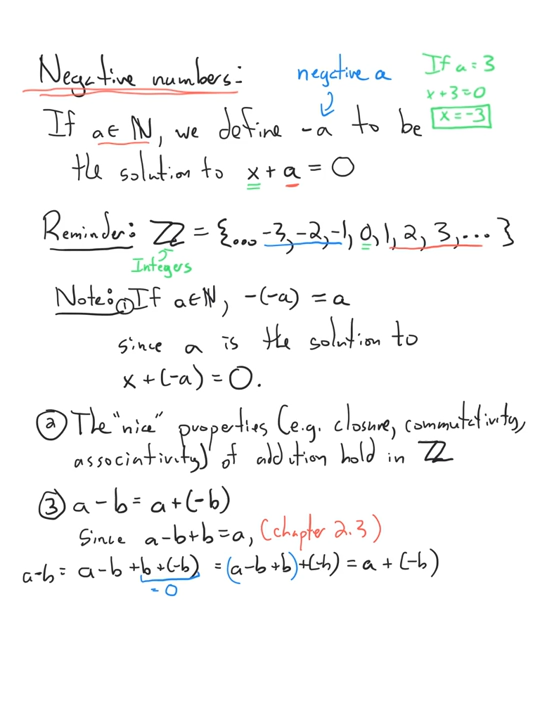 Negative numbers:
negative a
If a = 3
x+3=0
x=-3
If a ∈ ℕ, we define -a to be
the solution to x + a = 0
Reminder: ℤ = {... -3, -2, -1, 0, 1, 2, 3, ... }
Integers
Note: ① If a ∈ ℕ, -(-a) = a
since a is the solution to
x + (-a) = 0.
② The "nice" properties (e.g. closure, commutativity,
associativity) of addition hold in ℤ
③ a - b = a + (-b)
Since a-b+b = a, (chapter 2.3)
a-b = a-b + b + (-b) = (a-b+b) + (-b) = a + (-b)
= 0